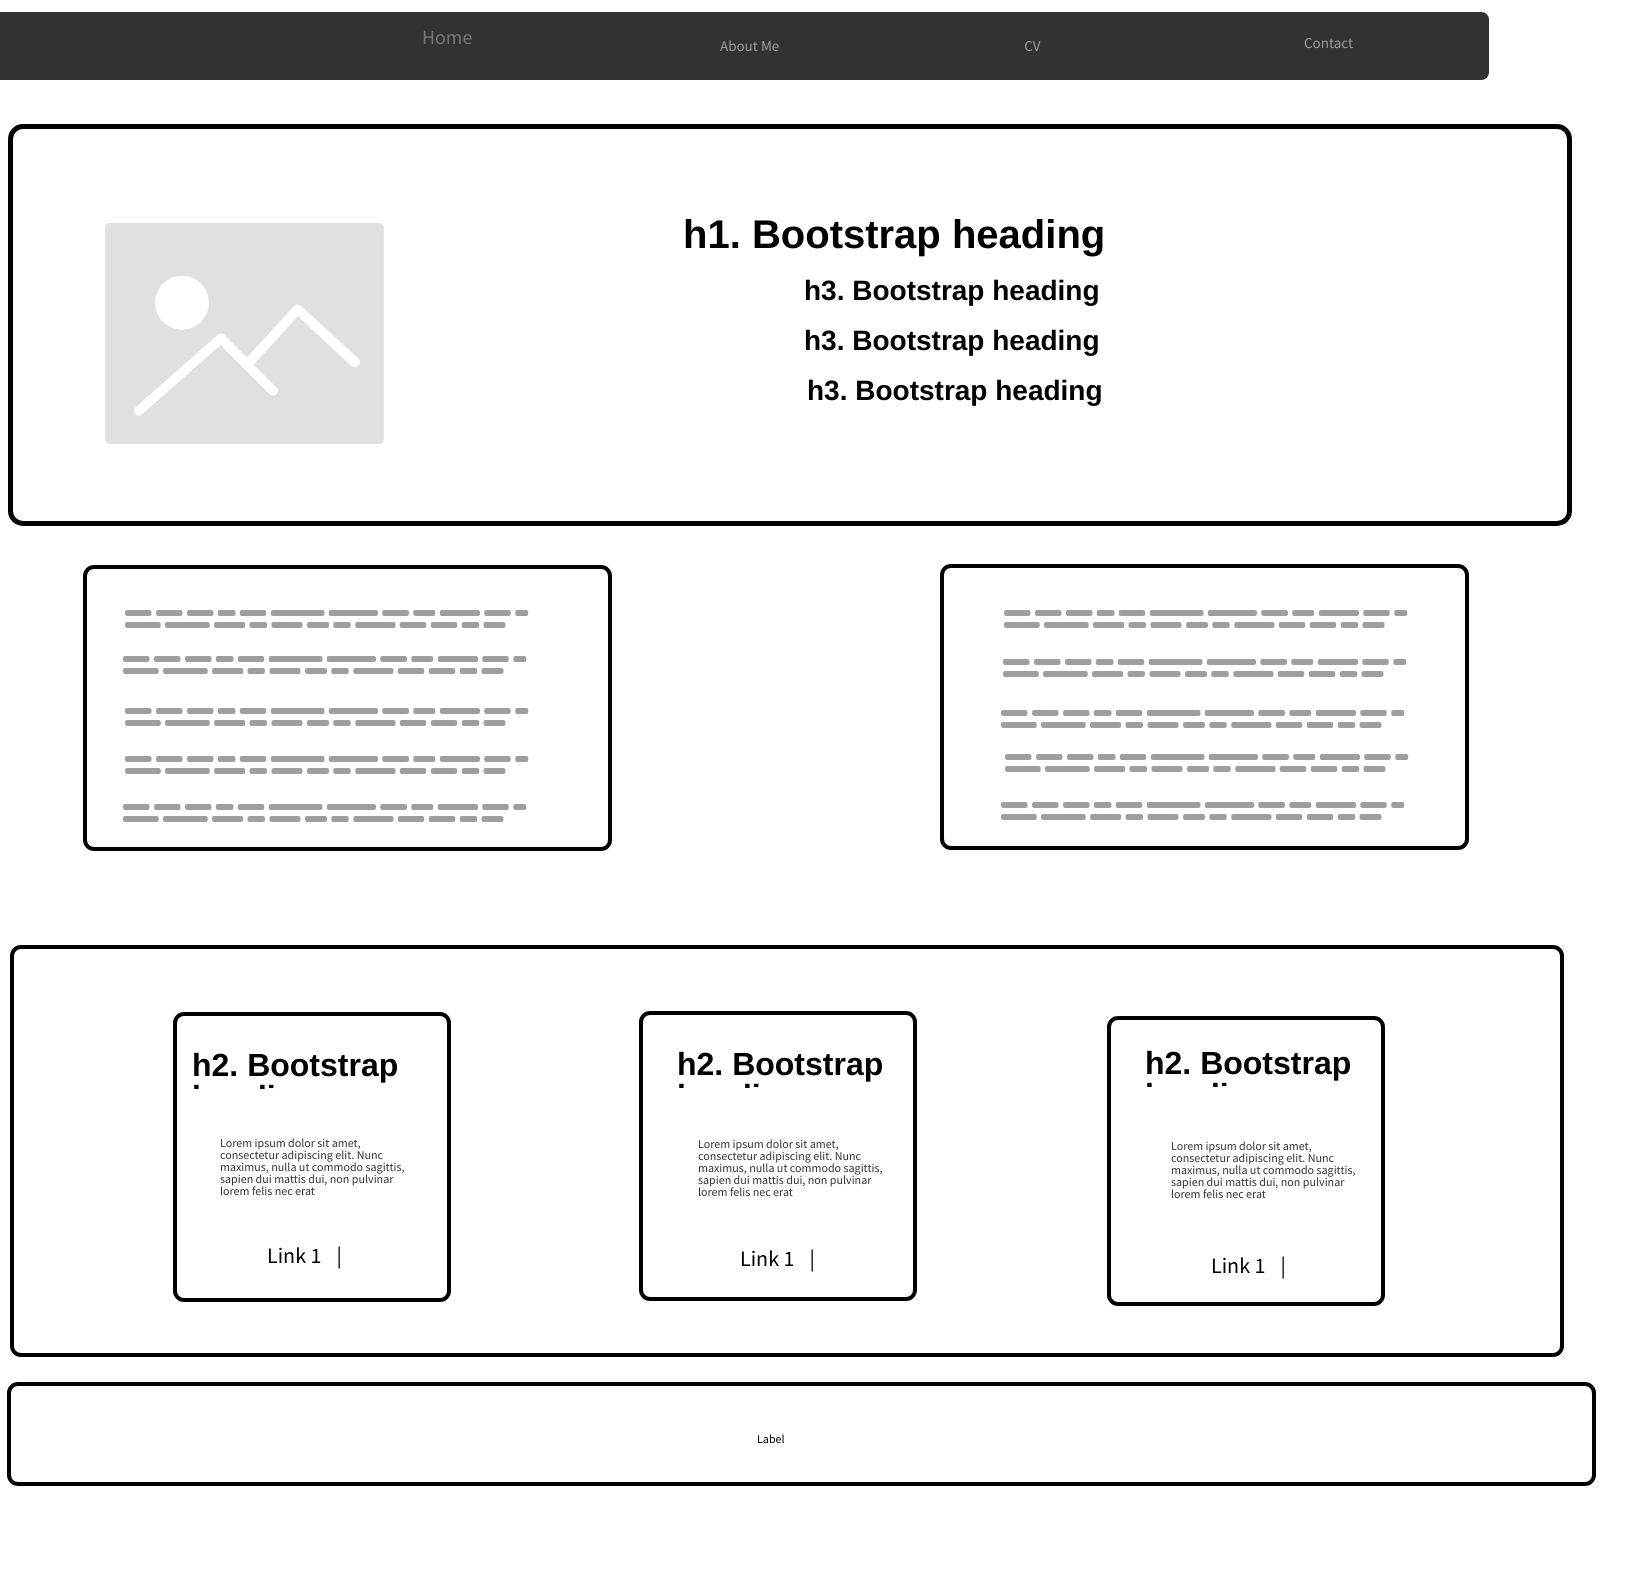 Home About Me CV Contact
h1. Bootstrap heading
h3. Bootstrap heading
h3. Bootstrap heading
h3. Bootstrap heading
h2. Bootstrap
Lorem ipsum dolor sit amet,
consectetur adipiscing elit. Nunc
maximus, nulla ut commodo sagittis,
sapien dui mattis dui, non pulvinar
lorem felis nec erat
Link 1 |
h2. Bootstrap
Lorem ipsum dolor sit amet,
consectetur adipiscing elit. Nunc
maximus, nulla ut commodo sagittis,
sapien dui mattis dui, non pulvinar
lorem felis nec erat
Link 1 |
h2. Bootstrap
Lorem ipsum dolor sit amet,
consectetur adipiscing elit. Nunc
maximus, nulla ut commodo sagittis,
sapien dui mattis dui, non pulvinar
lorem felis nec erat
Link 1 |
Label